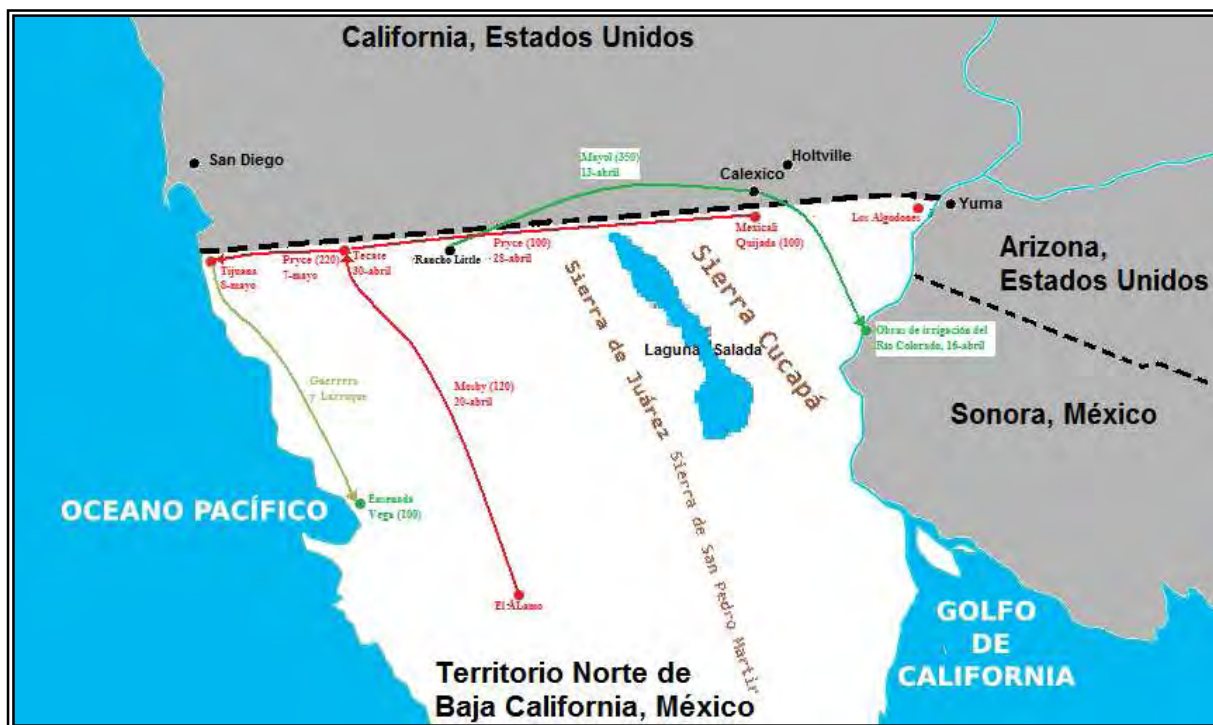 California, Estados Unidos
San Diego
Mayol (350)
13-abril
Holtville
Calexico
Yuma
Los Algodones
Mexicali
Quijada (100)
Rancho Little
Pryce (100)
28-abril
Tecate
30-abril
Pryce (220)
7-mayo
Tijuana
8-mayo
Arizona,
Estados Unidos
Sierra Cucapá
Laguna Salada
Sierra de Juárez
Sierra de San Pedro Martir
Obras de irrigación del
Río Colorado, 16-abril
Guerrero
y Larroque
Mosby (120)
20-abril
Sonora, México
OCEANO PACÍFICO
Ensenada
Vega (100)
El ÁLamo
GOLFO
DE
CALIFORNIA
Territorio Norte de
Baja California, México